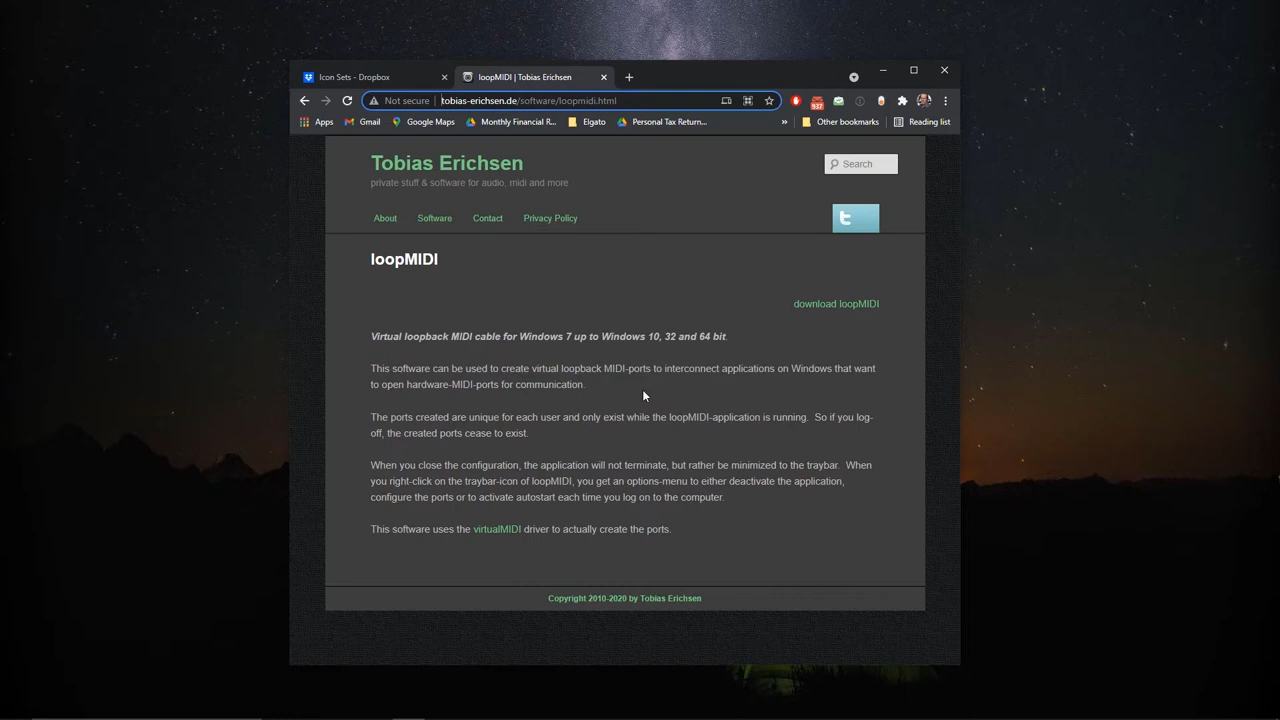 Icon Sets - Dropbox
loopMIDI | Tobias Erichsen
Not secure
tobias-erichsen.de/software/loopmidi.html
937
Apps
Gmail
Google Maps
Monthly Financial R...
Elgato
Personal Tax Return...
»
Other bookmarks
Reading list
Tobias Erichsen
private stuff & software for audio, midi and more
Search
About
Software
Contact
Privacy Policy
loopMIDI
download loopMIDI
Virtual loopback MIDI cable for Windows 7 up to Windows 10, 32 and 64 bit.
This software can be used to create virtual loopback MIDI-ports to interconnect applications on Windows that want
to open hardware-MIDI-ports for communication.
The ports created are unique for each user and only exist while the loopMIDI-application is running. So if you log-
off, the created ports cease to exist.
When you close the configuration, the application will not terminate, but rather be minimized to the traybar. When
you right-click on the traybar-icon of loopMIDI, you get an options-menu to either deactivate the application,
configure the ports or to activate autostart each time you log on to the computer.
This software uses the virtualMIDI driver to actually create the ports.
Copyright 2010-2020 by Tobias Erichsen